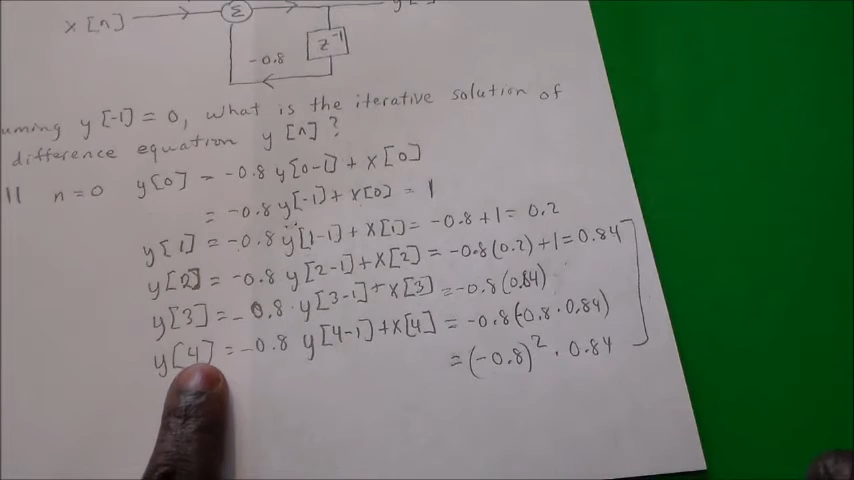 x[n] Σ y[
z⁻¹
-0.8
uming y[-1] = 0, what is the iterative solution of
difference equation y[n]?
n=0 y[0] = -0.8 y[0-1] + x[0]
= -0.8 y[-1] + x[0] = 1
y[1] = -0.8 y[1-1] + x[1] = -0.8 + 1 = 0.2
y[2] = -0.8 y[2-1] + x[2] = -0.8(0.2) + 1 = 0.84
y[3] = -0.8 · y[3-1] + x[3] = -0.8(0.84)
y[4] = -0.8 y[4-1] + x[4] = -0.8(-0.8 · 0.84)
= (-0.8)² · 0.84